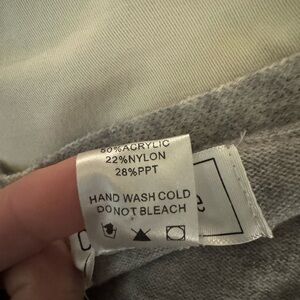 50% ACRYLIC
22% NYLON
28% PPT
HAND WASH COLD
DO NOT BLEACH